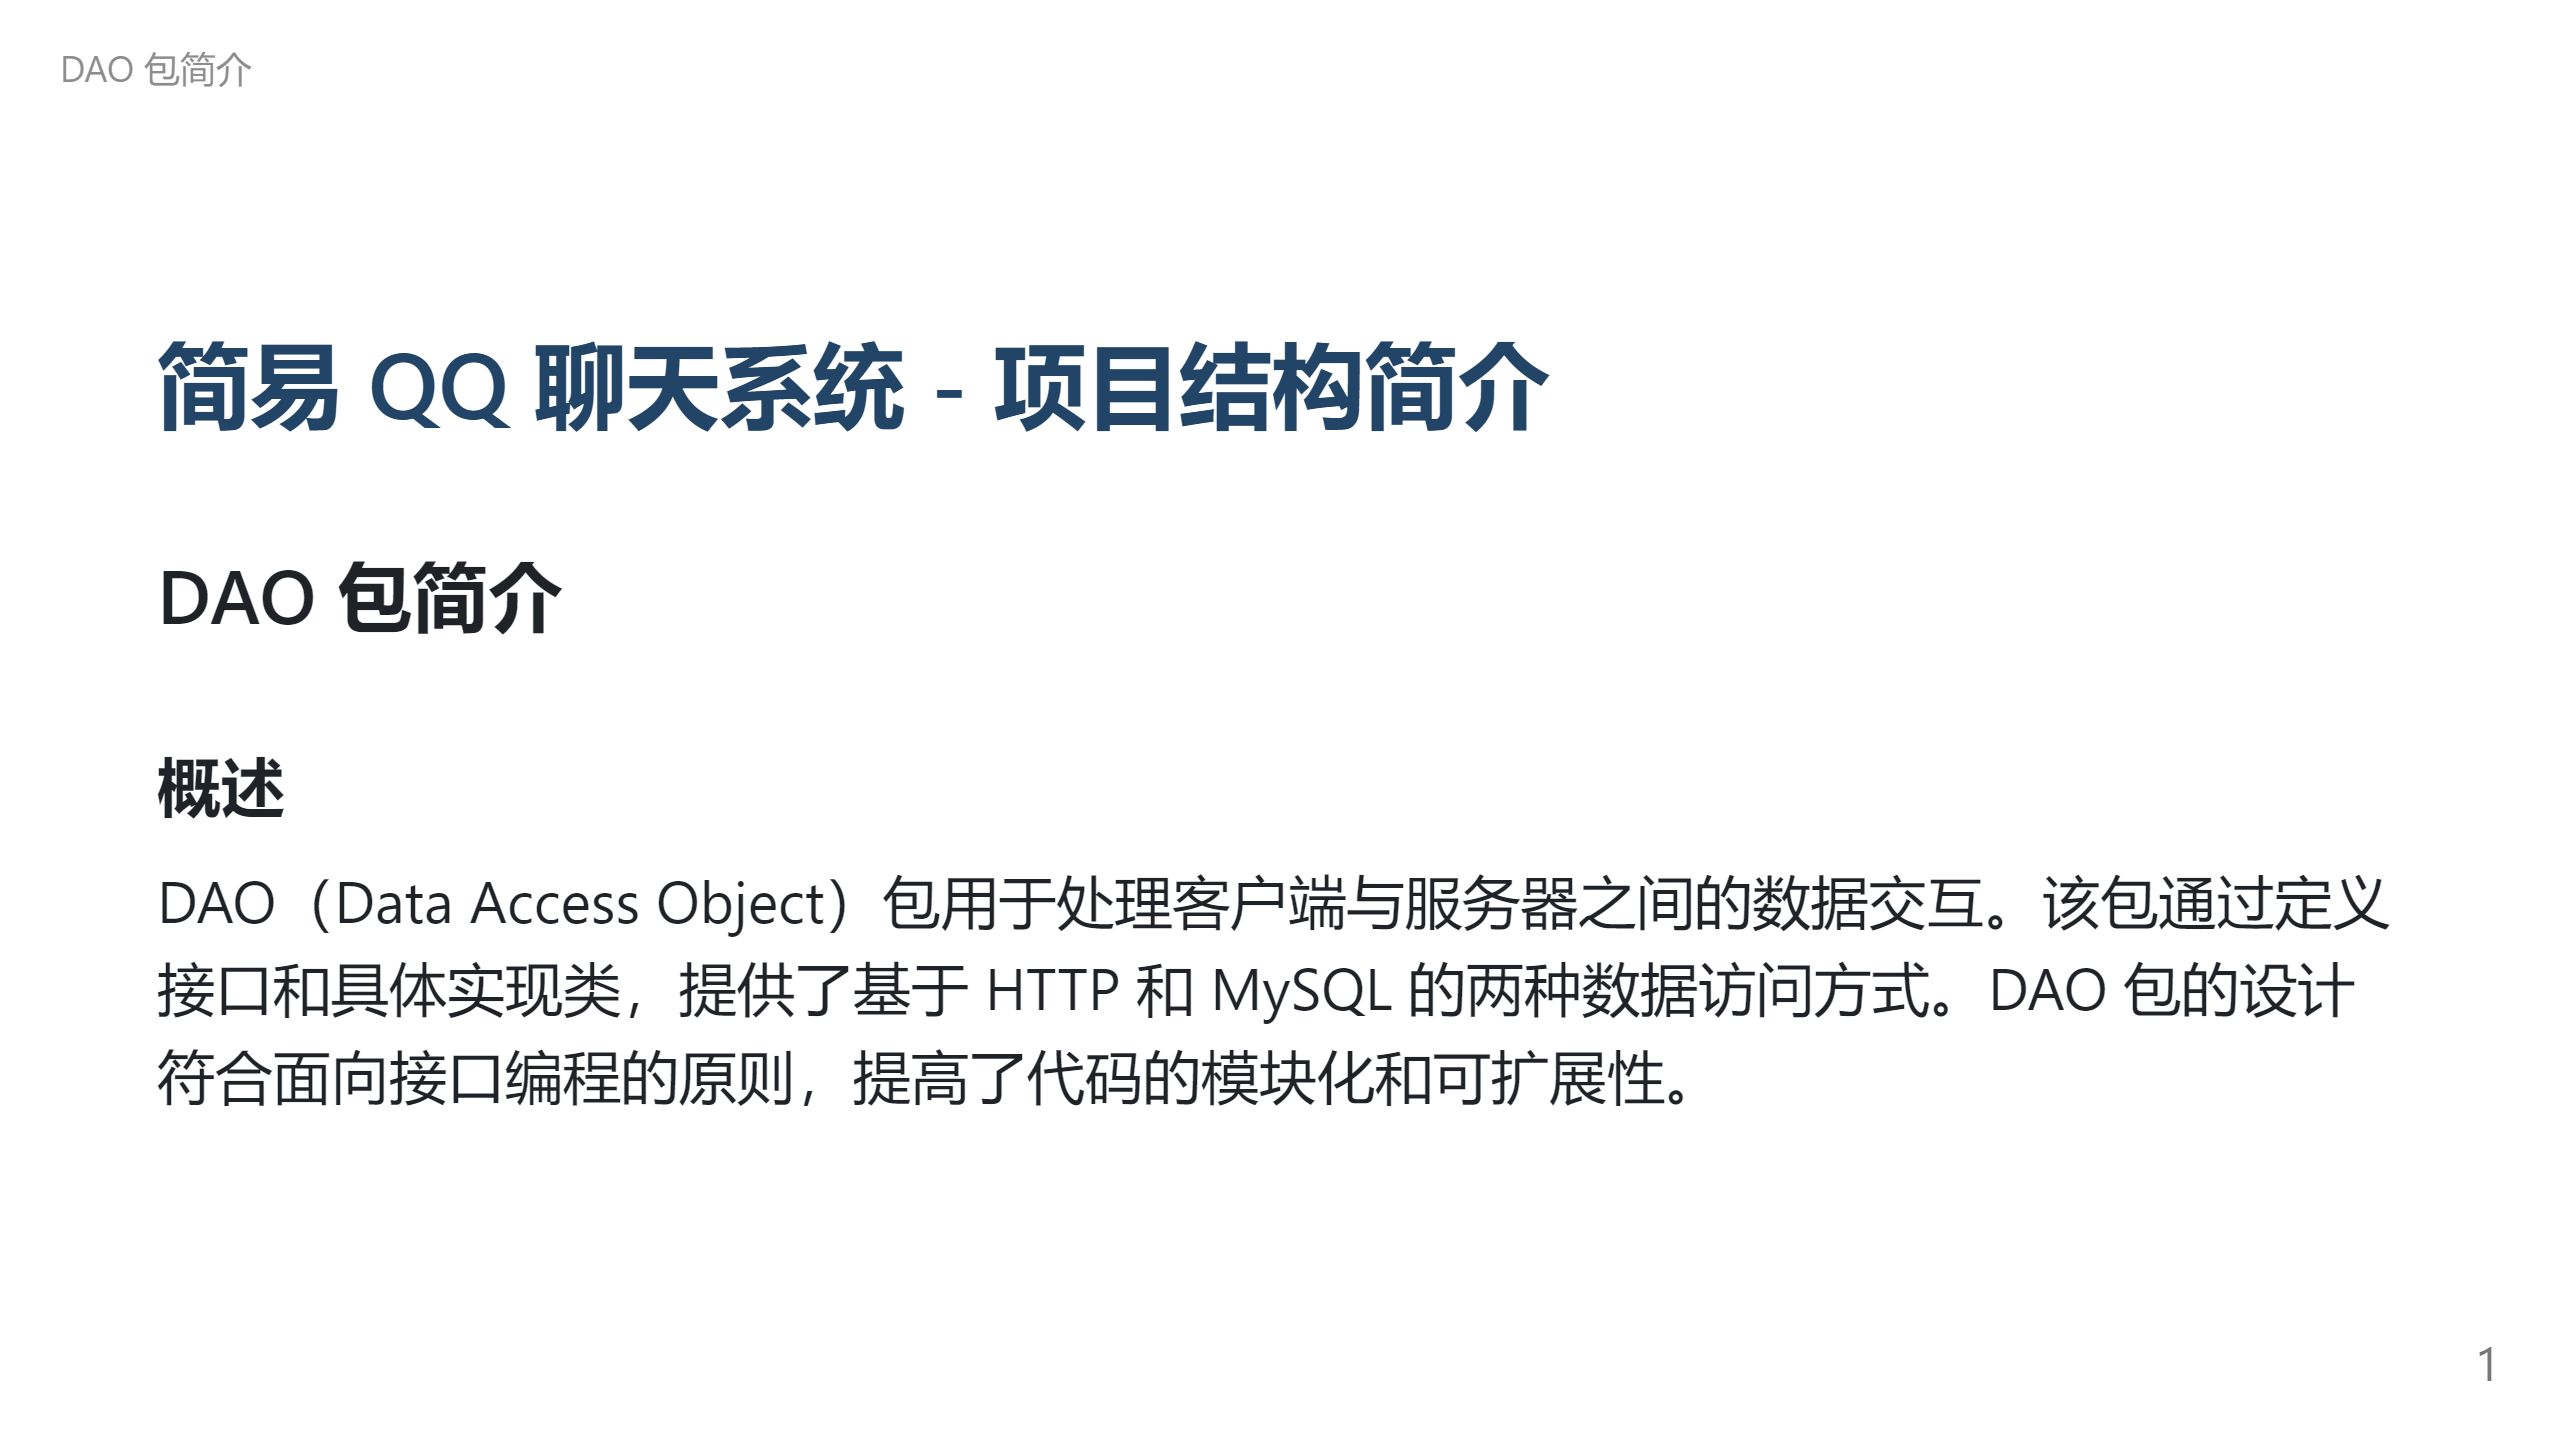 DAO 包简介
简易 QQ 聊天系统 - 项目结构简介
DAO 包简介
概述
DAO（Data Access Object）包用于处理客户端与服务器之间的数据交互。该包通过定义
接口和具体实现类，提供了基于 HTTP 和 MySQL 的两种数据访问方式。DAO 包的设计
符合面向接口编程的原则，提高了代码的模块化和可扩展性。
1